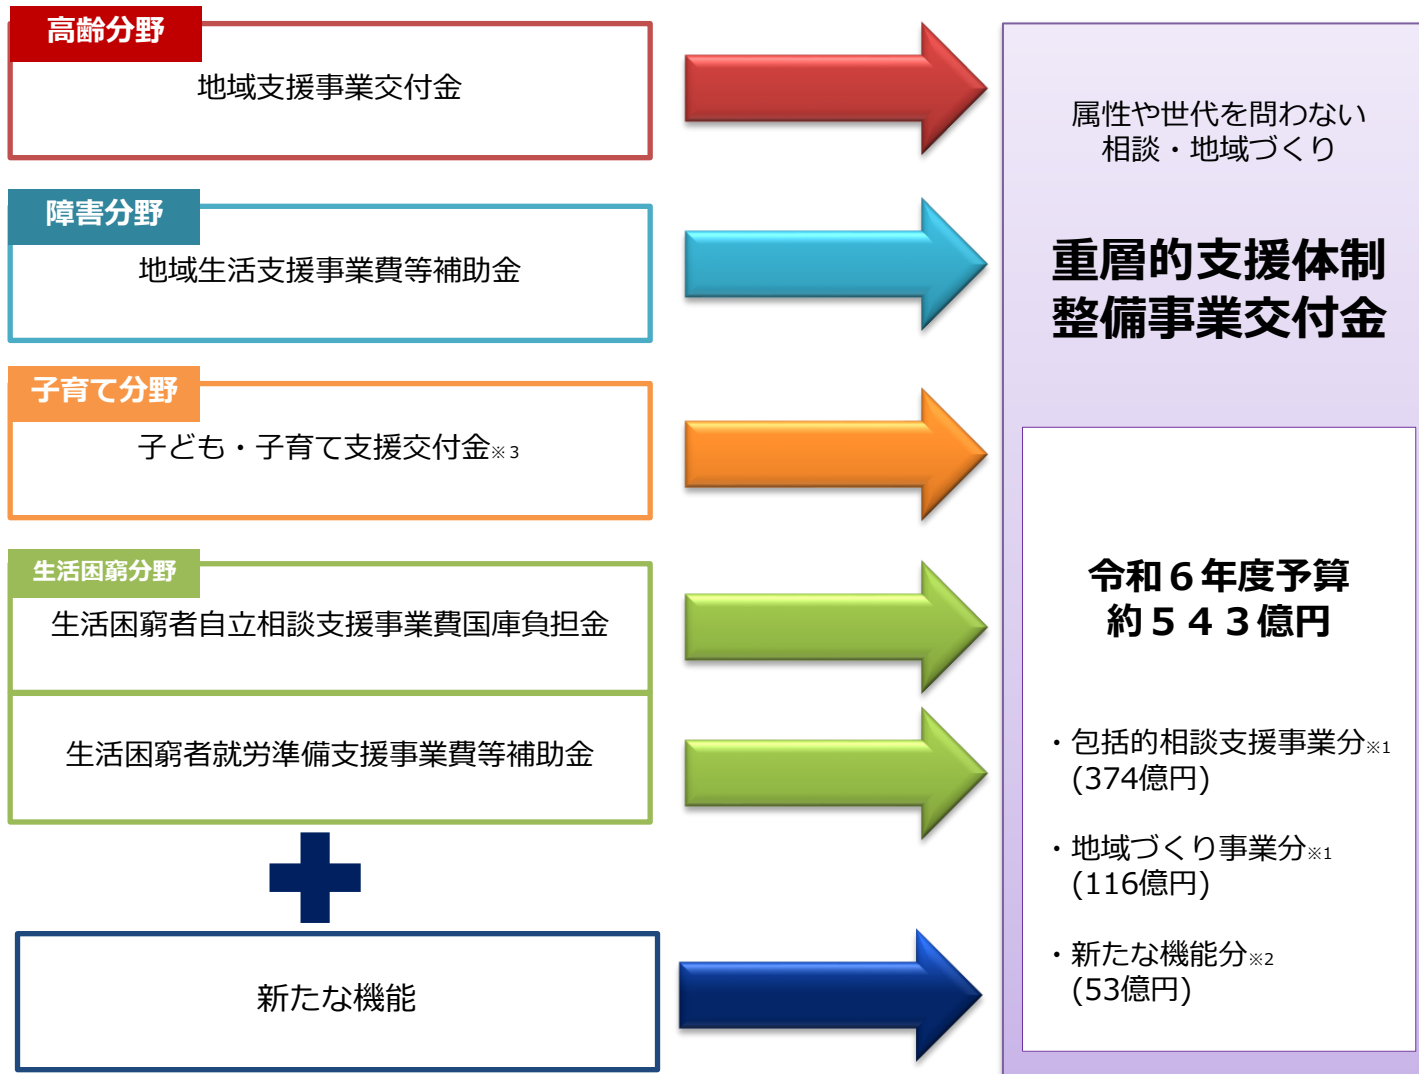 高齢分野
地域支援事業交付金
障害分野
地域生活支援事業費等補助金
子育て分野
子ども・子育て支援交付金※３
生活困窮分野
生活困窮者自立相談支援事業費国庫負担金
生活困窮者就労準備支援事業費等補助金
新たな機能
属性や世代を問わない
相談・地域づくり
重層的支援体制
整備事業交付金
令和６年度予算
約５４３億円
・包括的相談支援事業分※1
(374億円)
・地域づくり事業分※1
(116億円)
・新たな機能分※2
(53億円)